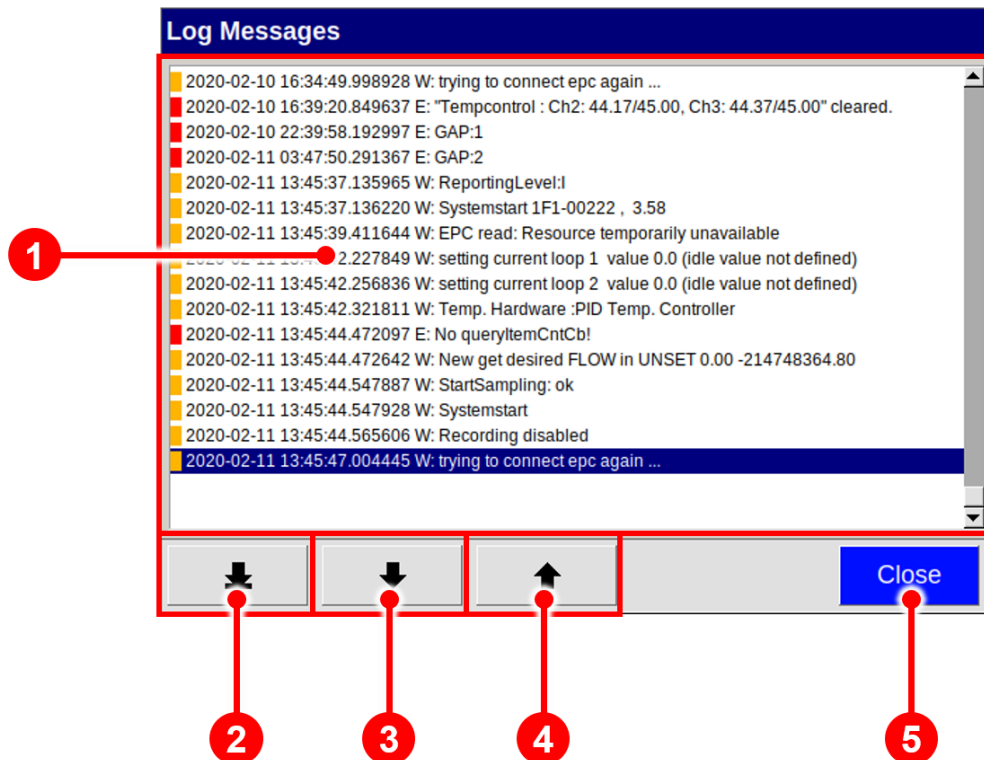 Log Messages
2020-02-10 16:34:49.998928 W: trying to connect epc again ...
2020-02-10 16:39:20.849637 E: "Tempcontrol : Ch2: 44.17/45.00, Ch3: 44.37/45.00" cleared.
2020-02-10 22:39:58.192997 E: GAP:1
2020-02-11 03:47:50.291367 E: GAP:2
2020-02-11 13:45:37.135965 W: ReportingLevel:I
2020-02-11 13:45:37.136220 W: Systemstart 1F1-00222 , 3.58
2020-02-11 13:45:39.411644 W: EPC read: Resource temporarily unavailable
2.227849 W: setting current loop 1 value 0.0 (idle value not defined)
2020-02-11 13:45:42.256836 W: setting current loop 2 value 0.0 (idle value not defined)
2020-02-11 13:45:42.321811 W: Temp. Hardware :PID Temp. Controller
2020-02-11 13:45:44.472097 E: No queryItemCntCb!
2020-02-11 13:45:44.472642 W: New get desired FLOW in UNSET 0.00 -214748364.80
2020-02-11 13:45:44.547887 W: StartSampling: ok
2020-02-11 13:45:44.547928 W: Systemstart
2020-02-11 13:45:44.565606 W: Recording disabled
2020-02-11 13:45:47.004445 W: trying to connect epc again ...
Close
1
2
3
4
5